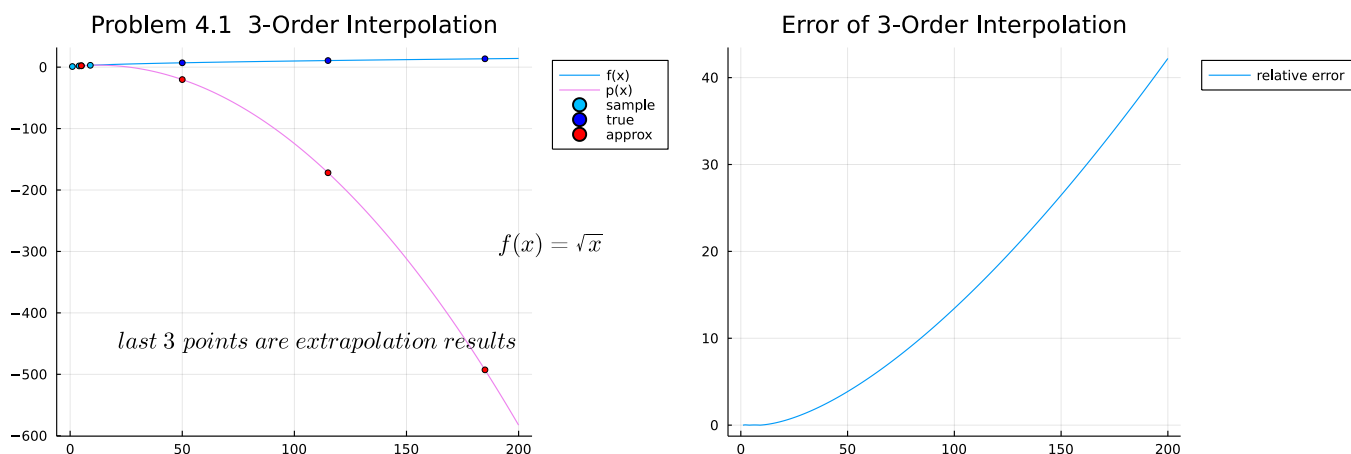 Problem 4.1 3-Order Interpolation
0
−100
−200
−300
−400
−500
−600
0
50
100
150
200
f(x)
p(x)
sample
true
approx
f(x) = √x
last 3 points are extrapolation results
Error of 3-Order Interpolation
40
30
20
10
0
0
50
100
150
200
relative error